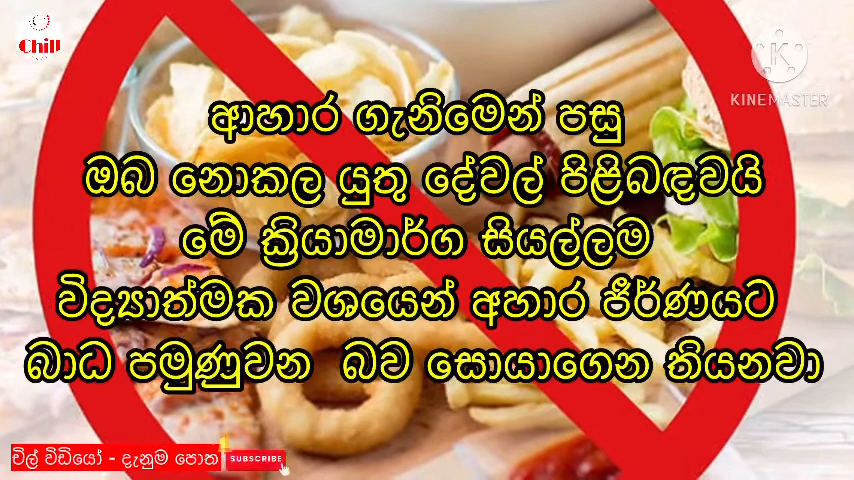 Chill
KINEMASTER
ආහාර ගැනිමෙන් පසු
ඔබ නොකල යුතු දේවල් පිළිබඳවයි
මේ ක්‍රියාමාර්ග සියල්ලම
විද්‍යාත්මක වශයෙන් අහාර ජීර්ණයට
බාධ පමුණුවන බව සොයාගෙන තියනවා
චිල් විඩියෝ - දැනුම පොත SUBSCRIBE